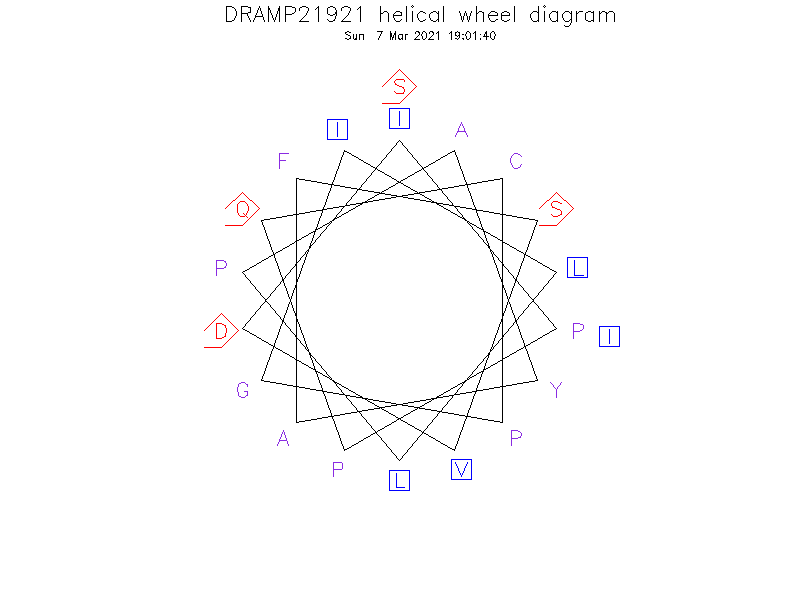 DRAMP21921 helical wheel diagram
Sun 7 Mar 2021 19:01:40
S
I
I
A
F
C
Q
S
P
L
D
P
I
G
Y
A
P
P
V
L